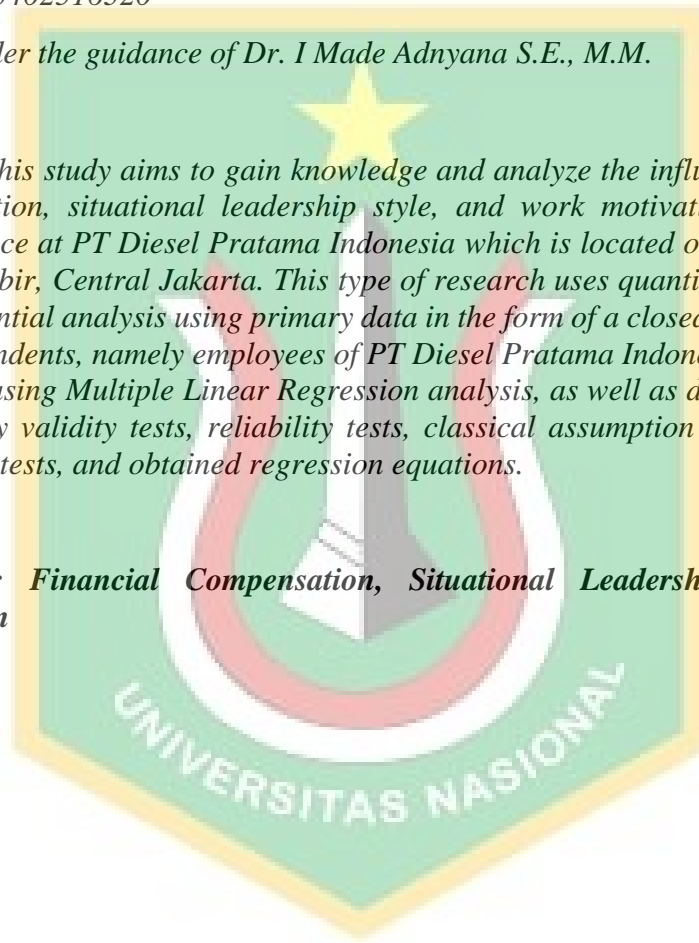 der the guidance of Dr. I Made Adnyana S.E., M.M.
his study aims to gain knowledge and analyze the influ
tion, situational leadership style, and work motivati
ce at PT Diesel Pratama Indonesia which is located o
bir, Central Jakarta. This type of research uses quanti
ntial analysis using primary data in the form of a closed
ndents, namely employees of PT Diesel Pratama Indone
using Multiple Linear Regression analysis, as well as d
y validity tests, reliability tests, classical assumption
tests, and obtained regression equations.
: Financial Compensation, Situational Leadersh
n
UNIVERSITAS NASIONAL